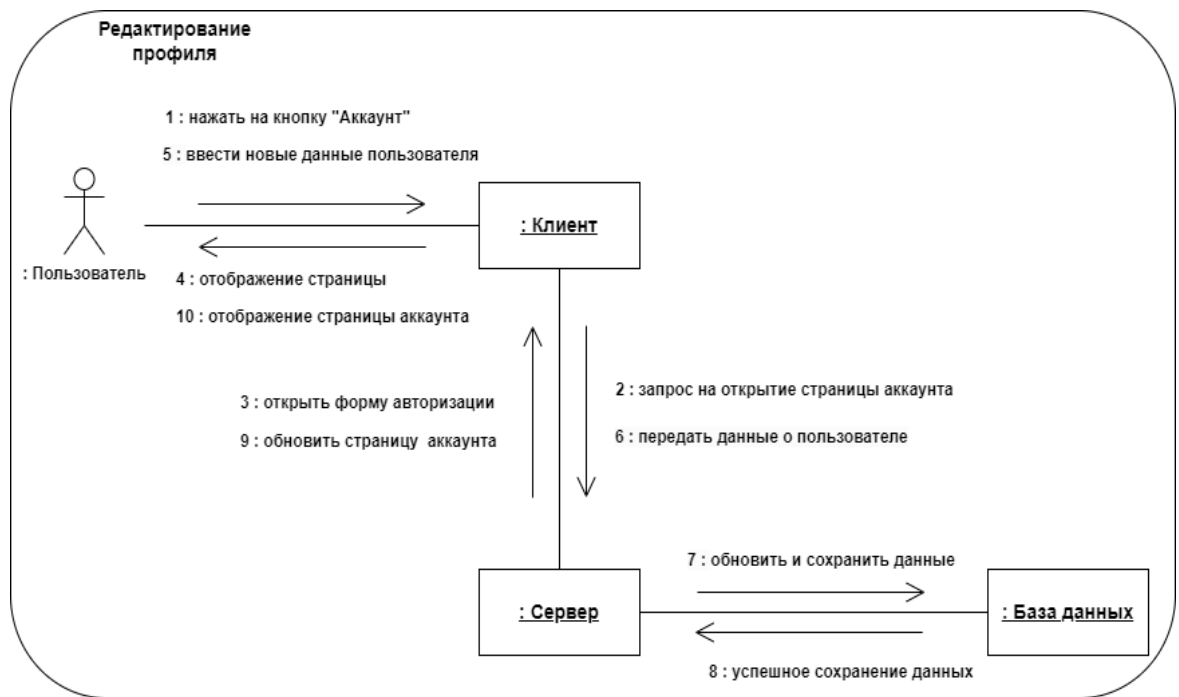 Редактирование
профиля
1 : нажать на кнопку "Аккаунт"
5 : ввести новые данные пользователя
: Клиент
: Пользователь
4 : отображение страницы
10 : отображение страницы аккаунта
3 : открыть форму авторизации
9 : обновить страницу аккаунта
2 : запрос на открытие страницы аккаунта
6 : передать данные о пользователе
7 : обновить и сохранить данные
: Сервер
: База данных
8 : успешное сохранение данных